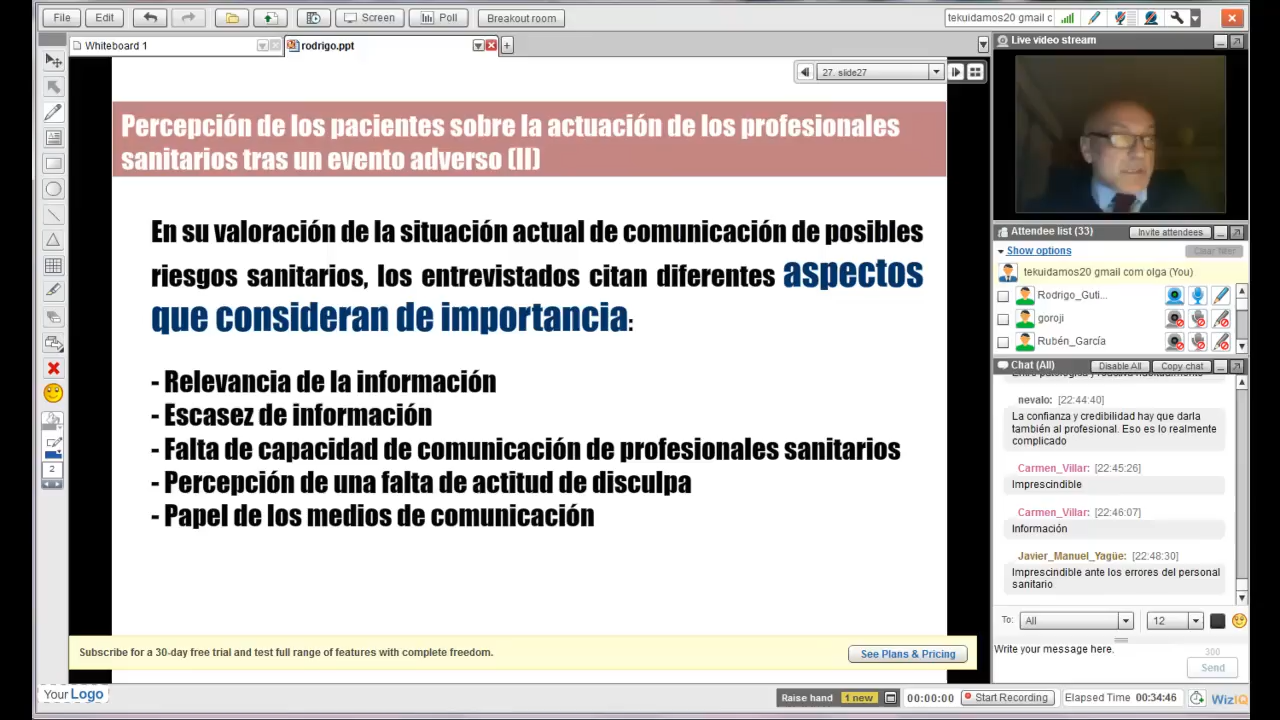 File
Edit
Screen
Poll
Breakout room
tekuidamos20 gmail c
Whiteboard 1
rodrigo.ppt
27. slide27
Percepción de los pacientes sobre la actuación de los profesionales
sanitarios tras un evento adverso (II)
En su valoración de la situación actual de comunicación de posibles
riesgos sanitarios, los entrevistados citan diferentes aspectos
que consideran de importancia:
- Relevancia de la información
- Escasez de información
- Falta de capacidad de comunicación de profesionales sanitarios
- Percepción de una falta de actitud de disculpa
- Papel de los medios de comunicación
2
Subscribe for a 30-day free trial and test full range of features with complete freedom.
See Plans & Pricing
Your Logo
Live video stream
Attendee list (33)
Invite attendees
Show options
Clear
tekuidamos20 gmail com olga (You)
Rodrigo_Guti...
goroji
Rubén_García
Chat (All)
Disable All
Copy chat
Entre patologica y reactiva habitualmente
nevalo: [22:44:40]
La confianza y credibilidad hay que darla
también al profesional. Eso es lo realmente
complicado
Carmen_Villar: [22:45:26]
Imprescindible
Carmen_Villar: [22:46:07]
Información
Javier_Manuel_Yagüe: [22:48:30]
Imprescindible ante los errores del personal
sanitario
To: All 12
Write your message here.
300
Send
Raise hand 1 new 00:00:00 Start Recording Elapsed Time 00:34:46 WizIQ